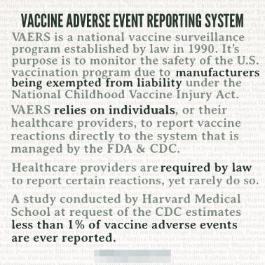 VACCINE ADVERSE EVENT REPORTING SYSTEM
VAERS is a national vaccine surveillance
program established by law in 1990. It's
purpose is to monitor the safety of the U.S.
vaccination program due to manufacturers
being exempted from liability under the
National Childhood Vaccine Injury Act.
VAERS relies on individuals, or their
healthcare providers, to report vaccine
reactions directly to the system that is
managed by the FDA & CDC.
Healthcare providers are required by law
to report certain reactions, yet rarely do so.
A study conducted by Harvard Medical
School at request of the CDC estimates
less than 1% of vaccine adverse events
are ever reported.